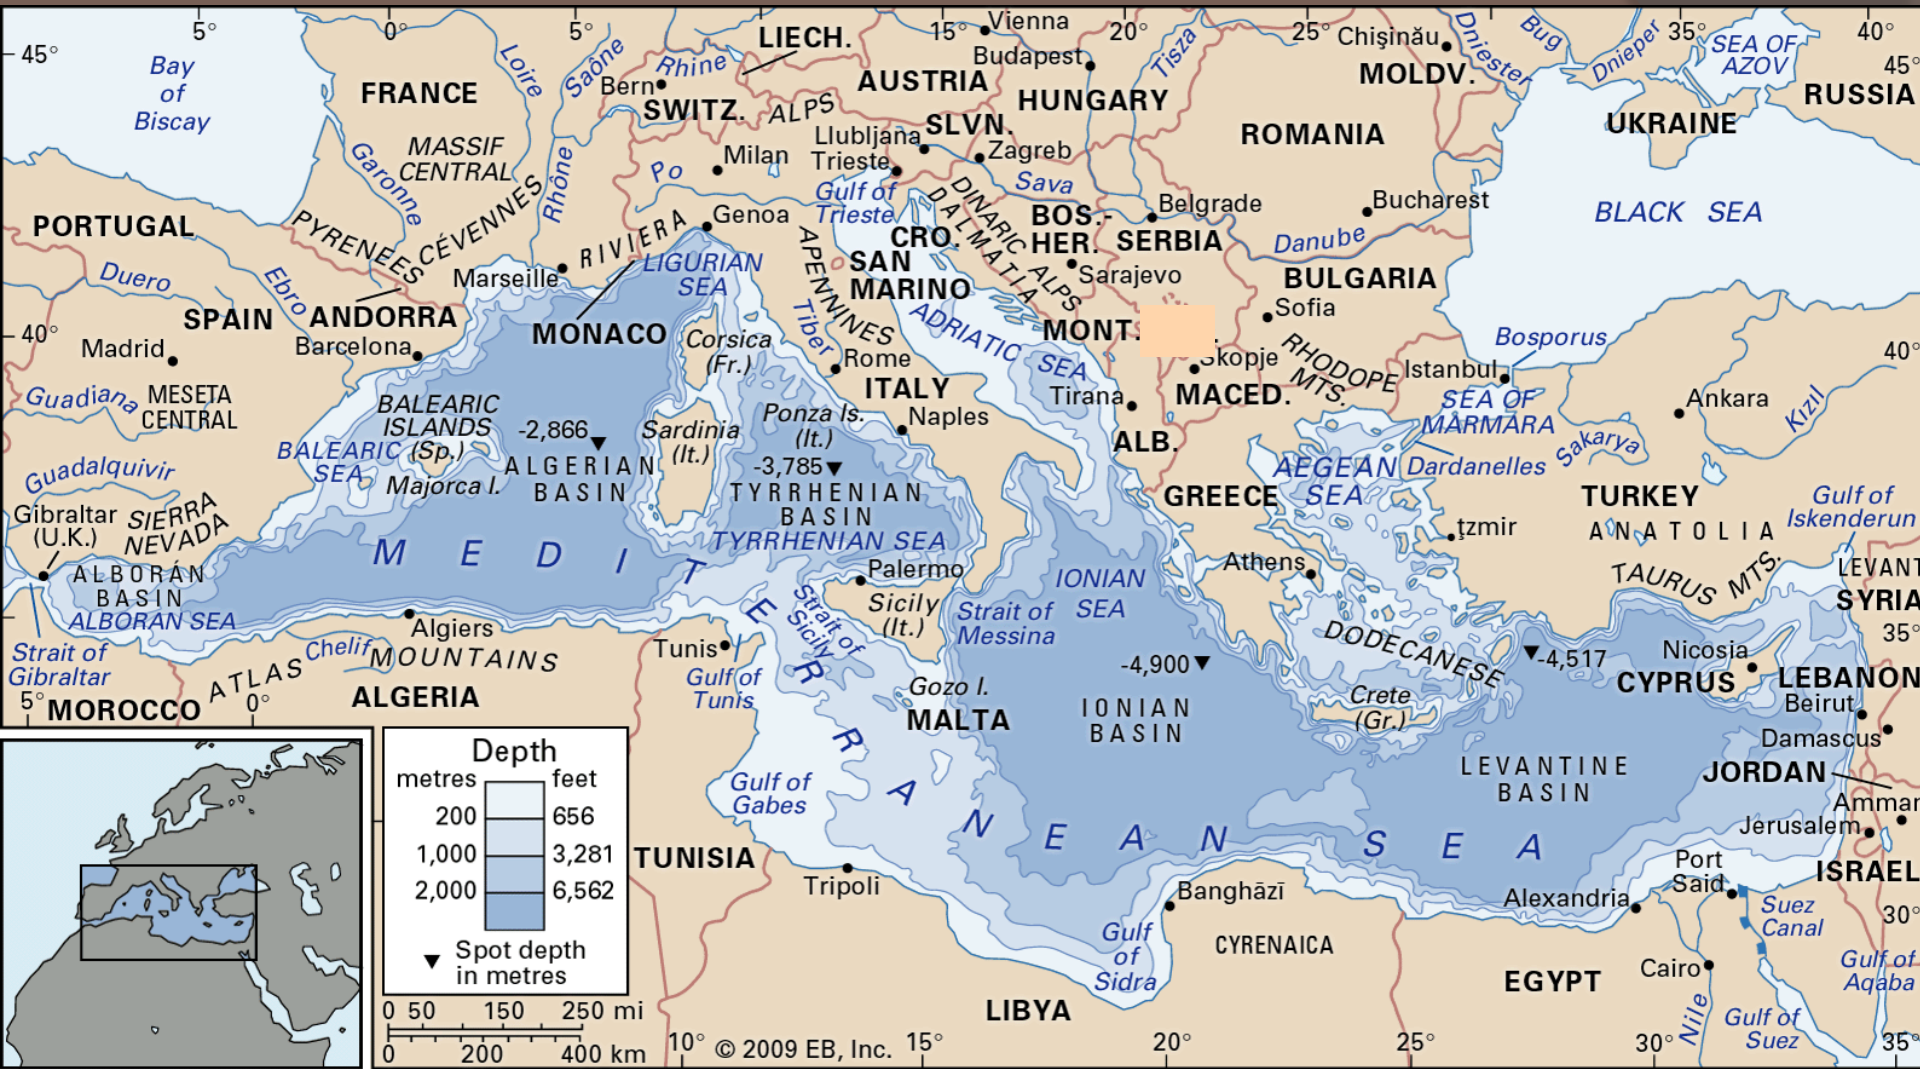 5°
0°
5°
15°
20°
25°
35°
40°
45°
45°
40°
40°
35°
30°
Bay
of
Biscay
FRANCE
Loire
Saône
Rhine
LIECH.
Bern
SWITZ.
ALPS
AUSTRIA
Vienna
Budapest
HUNGARY
Tisza
Chişinău
MOLDV.
Dniester
Bug
Dnieper
SEA OF
AZOV
RUSSIA
UKRAINE
ROMANIA
MASSIF
CENTRAL
Garonne
CÉVENNES
Rhône
Po
Milan
Llubljana
SLVN.
Trieste
Zagreb
Gulf of
Trieste
Sava
Belgrade
Bucharest
BLACK SEA
PORTUGAL
PYRENEES
RIVIERA
Genoa
APENNINES
CRO.
DINARIC ALPS
DALMATIA
BOS.-
HER.
SERBIA
Danube
Duero
Ebro
Marseille
LIGURIAN
SEA
SAN
MARINO
Sarajevo
BULGARIA
Sofia
SPAIN
ANDORRA
MONACO
Tiber
ADRIATIC SEA
MONT.
Skopje
RHODOPE
MTS.
Bosporus
Istanbul
Madrid
Barcelona
Corsica
(Fr.)
Rome
ITALY
Tirana
MACED.
SEA OF
MARMARA
Ankara
Kızıl
Guadiana
MESETA
CENTRAL
BALEARIC
ISLANDS
(Sp.)
-2,866
Sardinia
(It.)
Ponza Is.
(It.)
Naples
ALB.
Sakarya
BALEARIC
SEA
ALGERIAN
BASIN
-3,785
TYRRHENIAN
BASIN
AEGEAN
SEA
Dardanelles
Guadalquivir
Majorca I.
GREECE
TURKEY
Gulf of
Iskenderun
Gibraltar
(U.K.)
SIERRA
NEVADA
TYRRHENIAN SEA
ţzmir
ANATOLIA
MEDITERRANEAN SEA
ALBORÁN
BASIN
Palermo
IONIAN
SEA
Athens
TAURUS MTS.
LEVANT
SYRIA
ALBORÁN SEA
Strait of
Sicily
Sicily
(It.)
Strait of
Messina
Algiers
Chelif
Strait of
Gibraltar
ATLAS MOUNTAINS
Tunis
Gulf of
Tunis
DODECANESE
-4,517
Nicosia
CYPRUS
LEBANON
-4,900
Gozo I.
MALTA
IONIAN
BASIN
Crete
(Gr.)
Beirut
Damascus
5°
MOROCCO
0°
ALGERIA
LEVANTINE
BASIN
JORDAN
Amman
Jerusalem
Gulf of
Gabes
TUNISIA
Tripoli
Banghāzī
Port
Said
ISRAEL
Alexandria
Suez
Canal
Gulf
of
Sidra
CYRENAICA
Cairo
Gulf of
Aqaba
LIBYA
EGYPT
Nile
Gulf of
Suez
Depth
metres feet
200 656
1,000 3,281
2,000 6,562
Spot depth
in metres
0 50 150 250 mi
0 200 400 km
10°
© 2009 EB, Inc.
15°
20°
25°
30°
35°